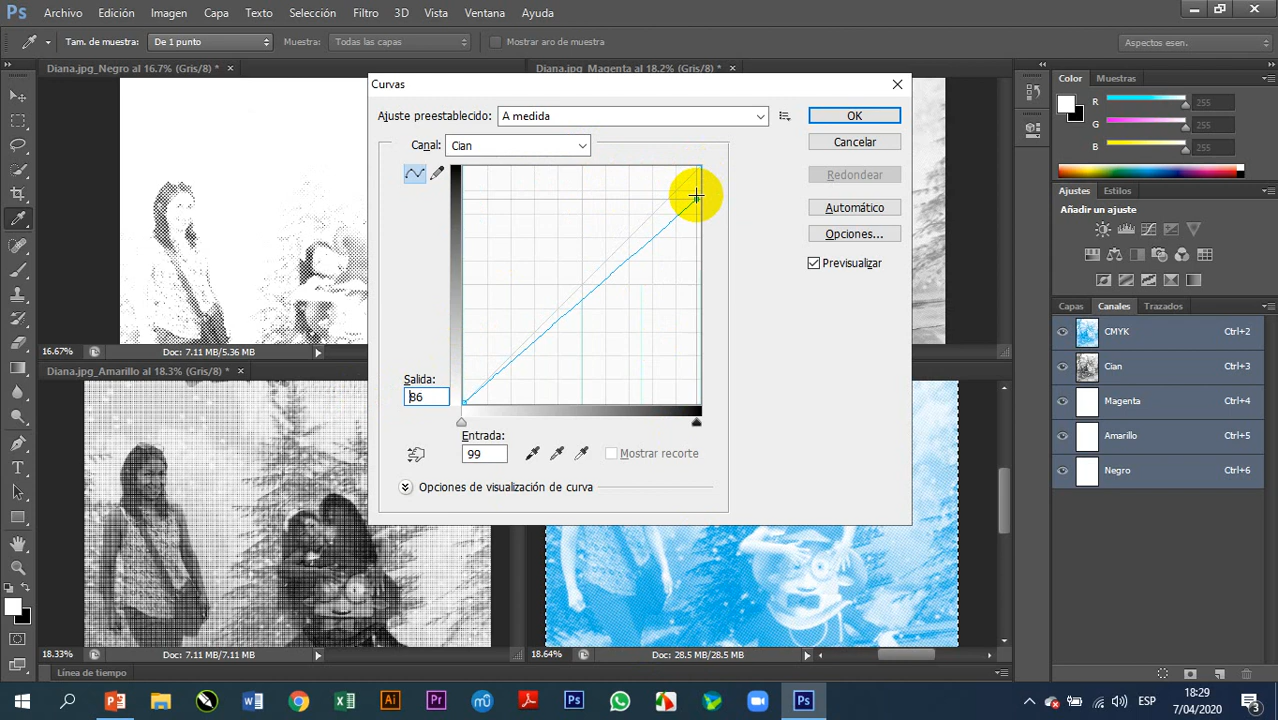 Ps
Archivo Edición Imagen Capa Texto Selección Filtro 3D Vista Ventana Ayuda
Tam. de muestra: De 1 punto Muestra: Todas las capas Mostrar aro de muestra Aspectos esen.
Diana.jpg_Negro al 16.7% (Gris/8) * × Diana.jpg_Magenta al 18.2% (Gris/8) * ×
Curvas
Ajuste preestablecido: A medida
OK
Canal: Cian
Cancelar
Redondear
Automático
Opciones...
Previsualizar
Salida:
86
Entrada:
99
Mostrar recorte
Opciones de visualización de curva
Color Muestras
R 255
G 255
B 255
Ajustes Estilos
Añadir un ajuste
Capas Canales Trazados
CMYK Ctrl+2
Cian Ctrl+3
Magenta Ctrl+4
Amarillo Ctrl+5
Negro Ctrl+6
16.67% Doc: 7.11 MB/5.36 MB
Diana.jpg_Amarillo al 18.3% (Gris/8) * ×
18.33% Doc: 7.11 MB/7.11 MB
18.64% Doc: 28.5 MB/28.5 MB
Línea de tiempo
ESP
18:29
7/04/2020
3